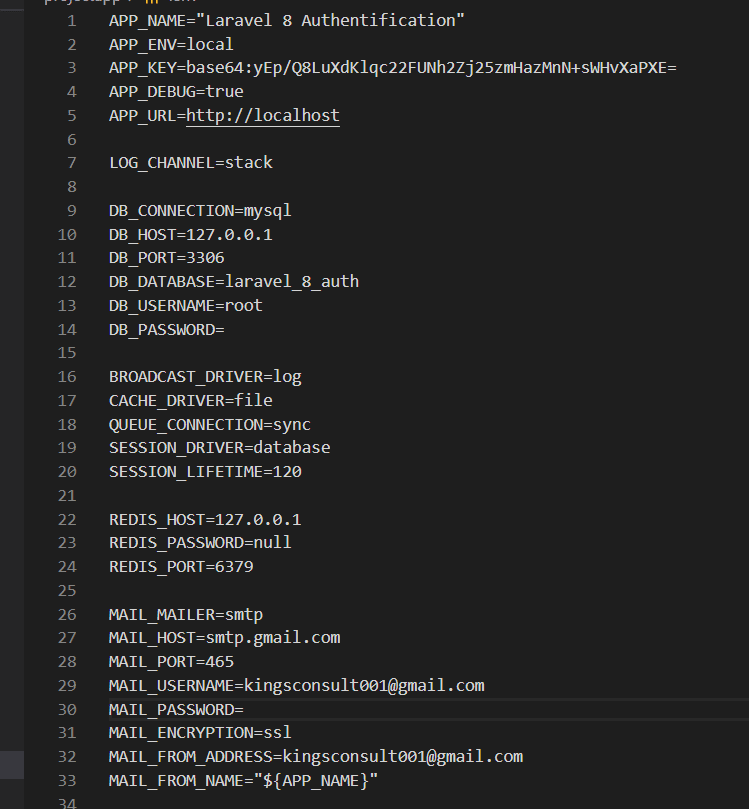 1 APP_NAME="Laravel 8 Authentification"
2 APP_ENV=local
3 APP_KEY=base64:yEp/Q8LuXdKlqc22FUNh2Zj25zmHazMnN+sWHvXaPXE=
4 APP_DEBUG=true
5 APP_URL=http://localhost
6
7 LOG_CHANNEL=stack
8
9 DB_CONNECTION=mysql
10 DB_HOST=127.0.0.1
11 DB_PORT=3306
12 DB_DATABASE=laravel_8_auth
13 DB_USERNAME=root
14 DB_PASSWORD=
15
16 BROADCAST_DRIVER=log
17 CACHE_DRIVER=file
18 QUEUE_CONNECTION=sync
19 SESSION_DRIVER=database
20 SESSION_LIFETIME=120
21
22 REDIS_HOST=127.0.0.1
23 REDIS_PASSWORD=null
24 REDIS_PORT=6379
25
26 MAIL_MAILER=smtp
27 MAIL_HOST=smtp.gmail.com
28 MAIL_PORT=465
29 MAIL_USERNAME=kingsconsult001@gmail.com
30 MAIL_PASSWORD=
31 MAIL_ENCRYPTION=ssl
32 MAIL_FROM_ADDRESS=kingsconsult001@gmail.com
33 MAIL_FROM_NAME="${APP_NAME}"
34